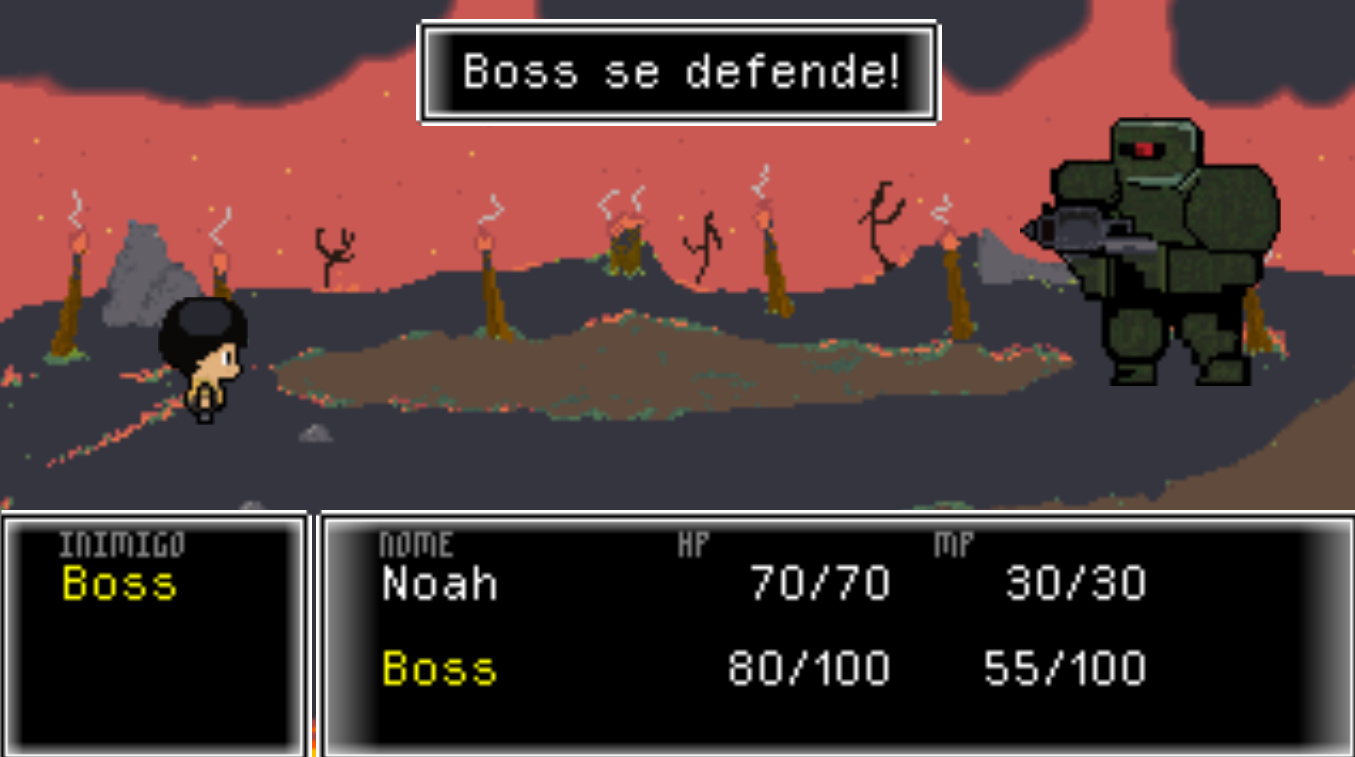 Boss se defende!
INIMIGO
Boss
NOME HP MP
Noah 70/70 30/30
Boss 80/100 55/100